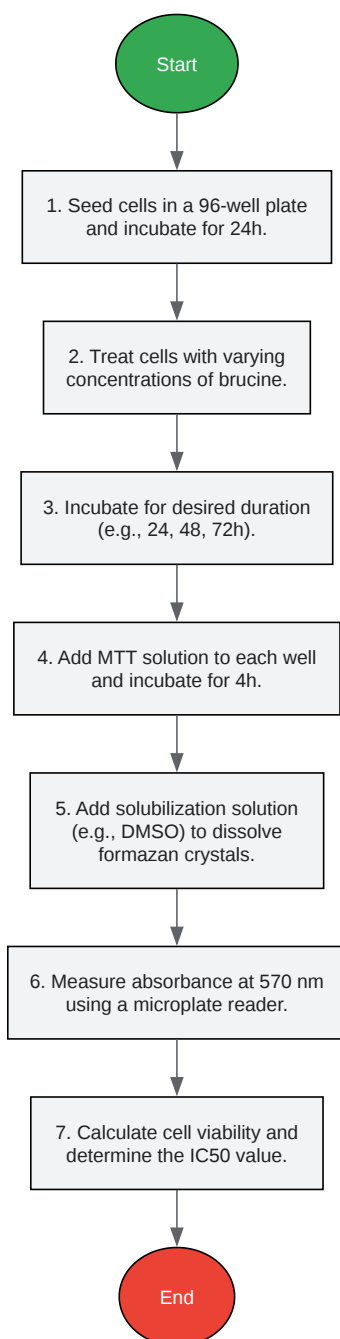 Start
1. Seed cells in a 96-well plate
and incubate for 24h.
2. Treat cells with varying
concentrations of brucine.
3. Incubate for desired duration
(e.g., 24, 48, 72h).
4. Add MTT solution to each well
and incubate for 4h.
5. Add solubilization solution
(e.g., DMSO) to dissolve
formazan crystals.
6. Measure absorbance at 570 nm
using a microplate reader.
7. Calculate cell viability and
determine the IC50 value.
End